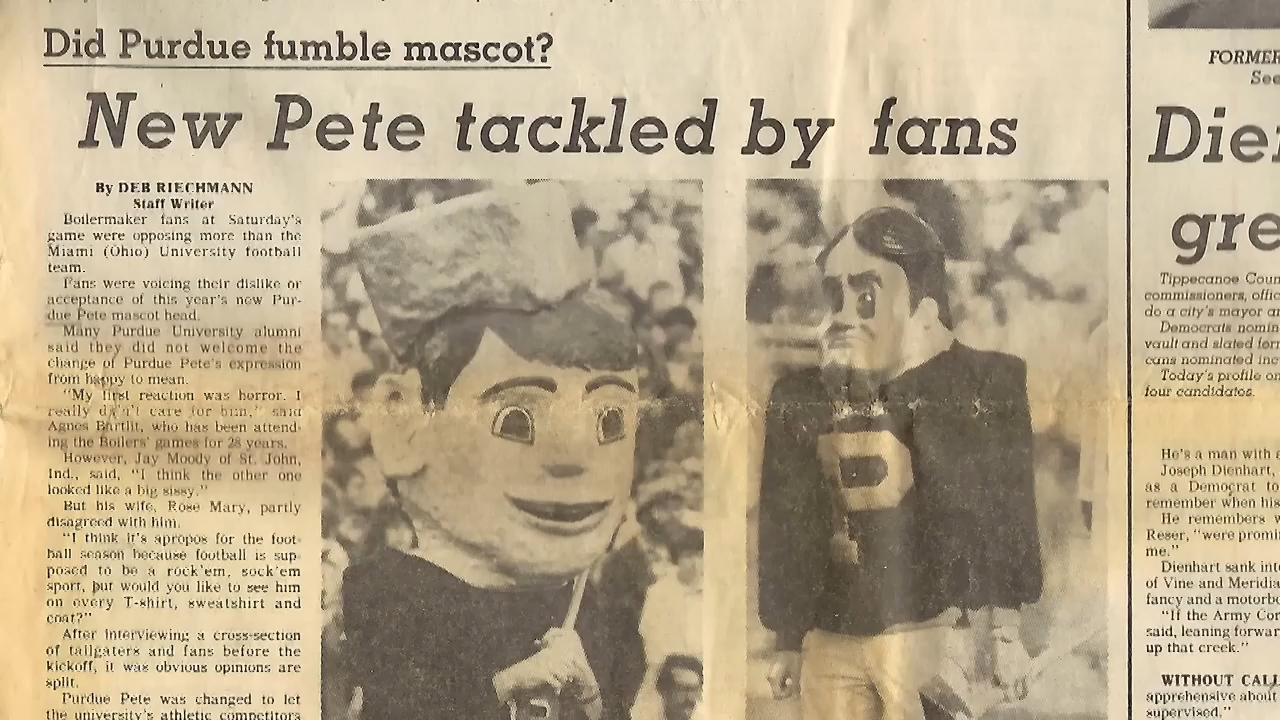 Did Purdue fumble mascot?
New Pete tackled by fans
By DEB RIECHMANN
Staff Writer
Boilermaker fans at Saturday's
game were opposing more than the
Miami (Ohio) University football
team.
Fans were voicing their dislike or
acceptance of this year's new Pur-
due Pete mascot head.
Many Purdue University alumni
said they did not welcome the
change of Purdue Pete's expression
from happy to mean.
"My first reaction was horror. I
really didn't care for him," said
Agnes Bartlit, who has been attend-
ing the Boilers' games for 28 years.
However, Jay Moody of St. John,
Ind., said, "I think the other one
looked like a big sissy."
But his wife, Rose Mary, partly
disagreed with him.
"I think it's apropos for the foot-
ball season because football is sup-
posed to be a rock'em, sock'em
sport, but would you like to see him
on every T-shirt, sweatshirt and
coat?"
After interviewing a cross-section
of tailgaters and fans before the
kickoff, it was obvious opinions are
split.
Purdue Pete was changed to let
the university's athletic competitors
P
FORMER
See
Die
gre
Tippecanoe Coun
commissioners, offic
do a city's mayor an
Democrats nomin
vault and slated for
cans nominated inc
Today's profile on
four candidates.
He's a man with a
Joseph Dienhart,
as a Democrat to
remember when his
He remembers w
Reser, "were promi
me."
Dienhart sank into
of Vine and Meridia
fancy and a motorbo
"If the Army Cor
said, leaning forwar
up that creek."
WITHOUT CALL
apprehensive about
supervised."